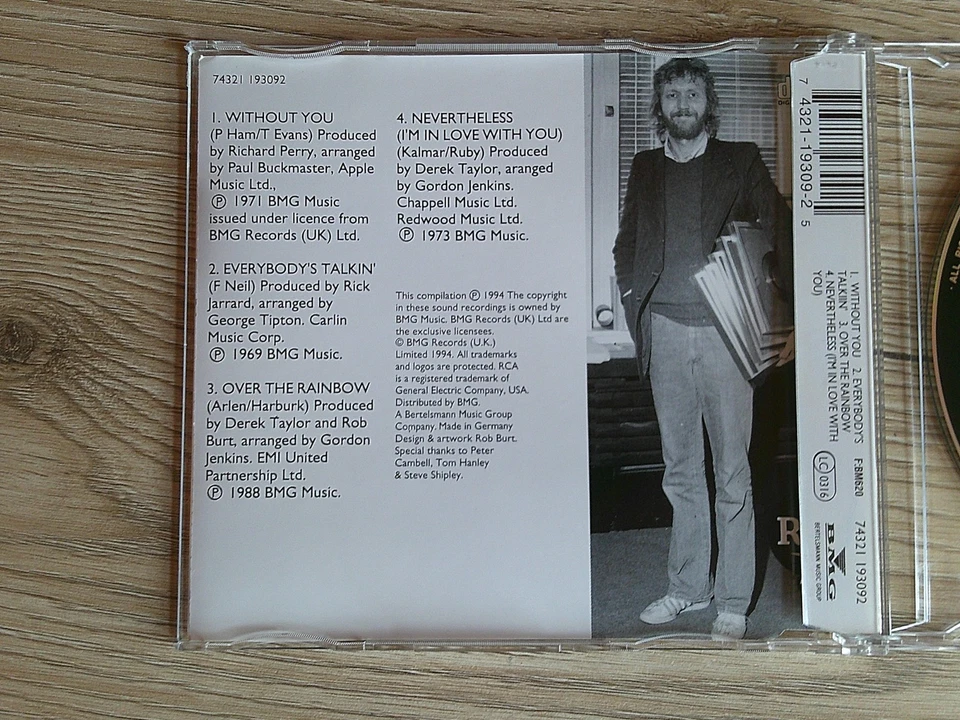 74321 193092
1. WITHOUT YOU
(P Ham/T Evans) Produced
by Richard Perry, arranged
by Paul Buckmaster, Apple
Music Ltd.,
Ⓟ 1971 BMG Music
issued under licence from
BMG Records (UK) Ltd.
2. EVERYBODY'S TALKIN'
(F Neil) Produced by Rick
Jarrard, arranged by
George Tipton. Carlin
Music Corp.
Ⓟ 1969 BMG Music.
3. OVER THE RAINBOW
(Arlen/Harburk) Produced
by Derek Taylor and Rob
Burt, arranged by Gordon
Jenkins. EMI United
Partnership Ltd.
Ⓟ 1988 BMG Music.
4. NEVERTHELESS
(I'M IN LOVE WITH YOU)
(Kalmar/Ruby) Produced
by Derek Taylor, aranged
by Gordon Jenkins.
Chappell Music Ltd.
Redwood Music Ltd.
Ⓟ 1973 BMG Music.
This compilation Ⓟ 1994 The copyright
in these sound recordings is owned by
BMG Music. BMG Records (UK) Ltd are
the exclusive licensees.
© BMG Records (U.K.)
Limited 1994. All trademarks
and logos are protected. RCA
is a registered trademark of
General Electric Company, USA.
Distributed by BMG.
A Bertelsmann Music Group
Company. Made in Germany
Design & artwork Rob Burt.
Special thanks to Peter
Cambell, Tom Hanley
& Steve Shipley.
R
7 4321-19309-2 5
1. WITHOUT YOU 2. EVERYBODY'S
TALKIIN' 3. OVER THE RAINBOW
4. NEVERTHELESS (I'M IN LOVE WITH
YOU)
F:BM620
LC 0316
74321 193092
BMG
BERTELSMANN MUSIC GROUP